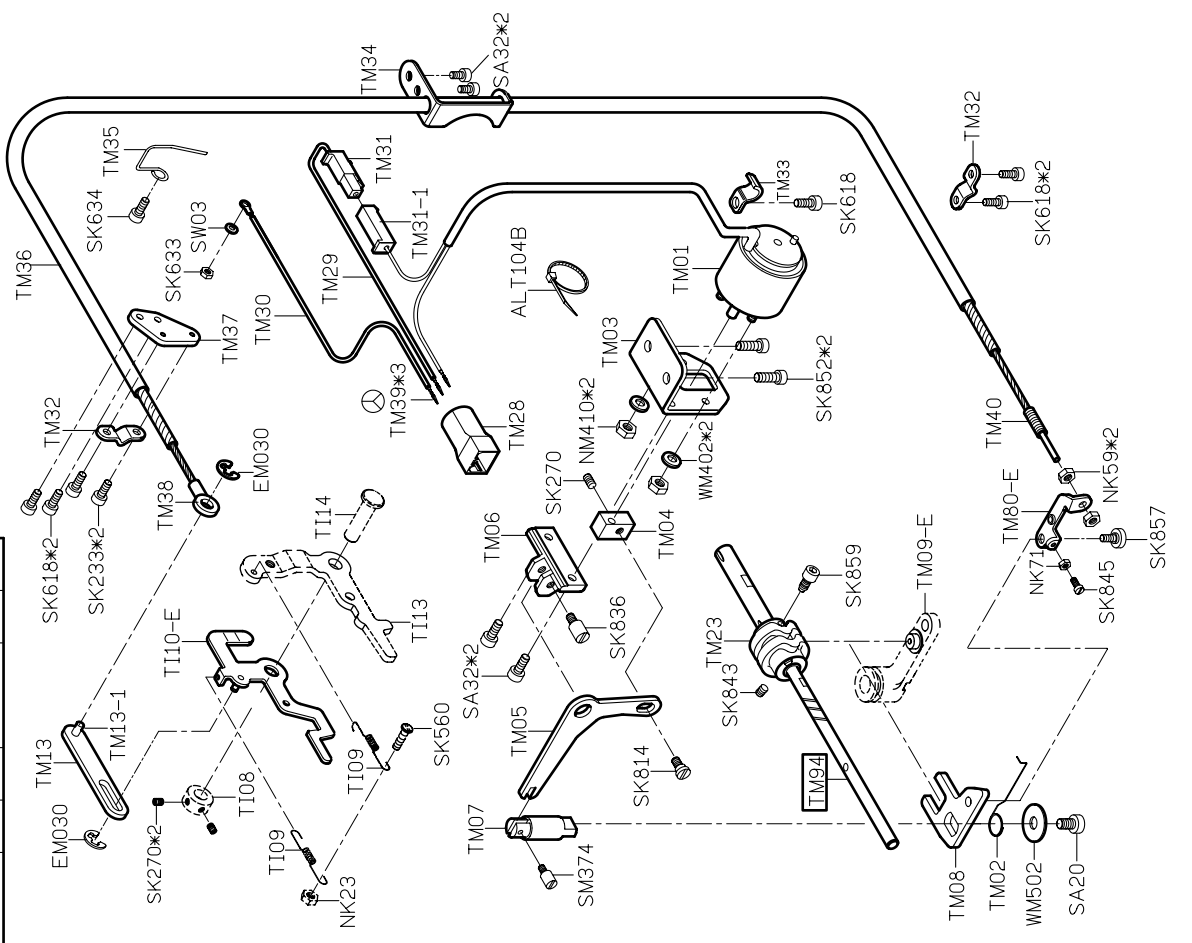 TM34
SA32*2
TM35
SK634
TM31
TM32
TM36
SW03
SK633
TM31-1
TM33
SK618
SK618*2
TM29
TM30
ALT104B
TM01
TM37
TM03
TM32
TM39*3
SK852*2
TM28
NM410*2
EM030
TM38
SK270
WM402*2
TM40
NK59*2
TI14
TM06
TM04
TM80-E
SK618*2
SK233*2
SK859
TM09-E
NK71
SK857
SK845
TI13
SK836
TM23
TI10-E
SA32*2
SK843
TM13-1
TM13
SK560
TM05
TI09
SK814
TI08
TM94
EM030
SK270*2
TI09
TM07
NK23
SM374
TM08
TM02
WM502
SA20